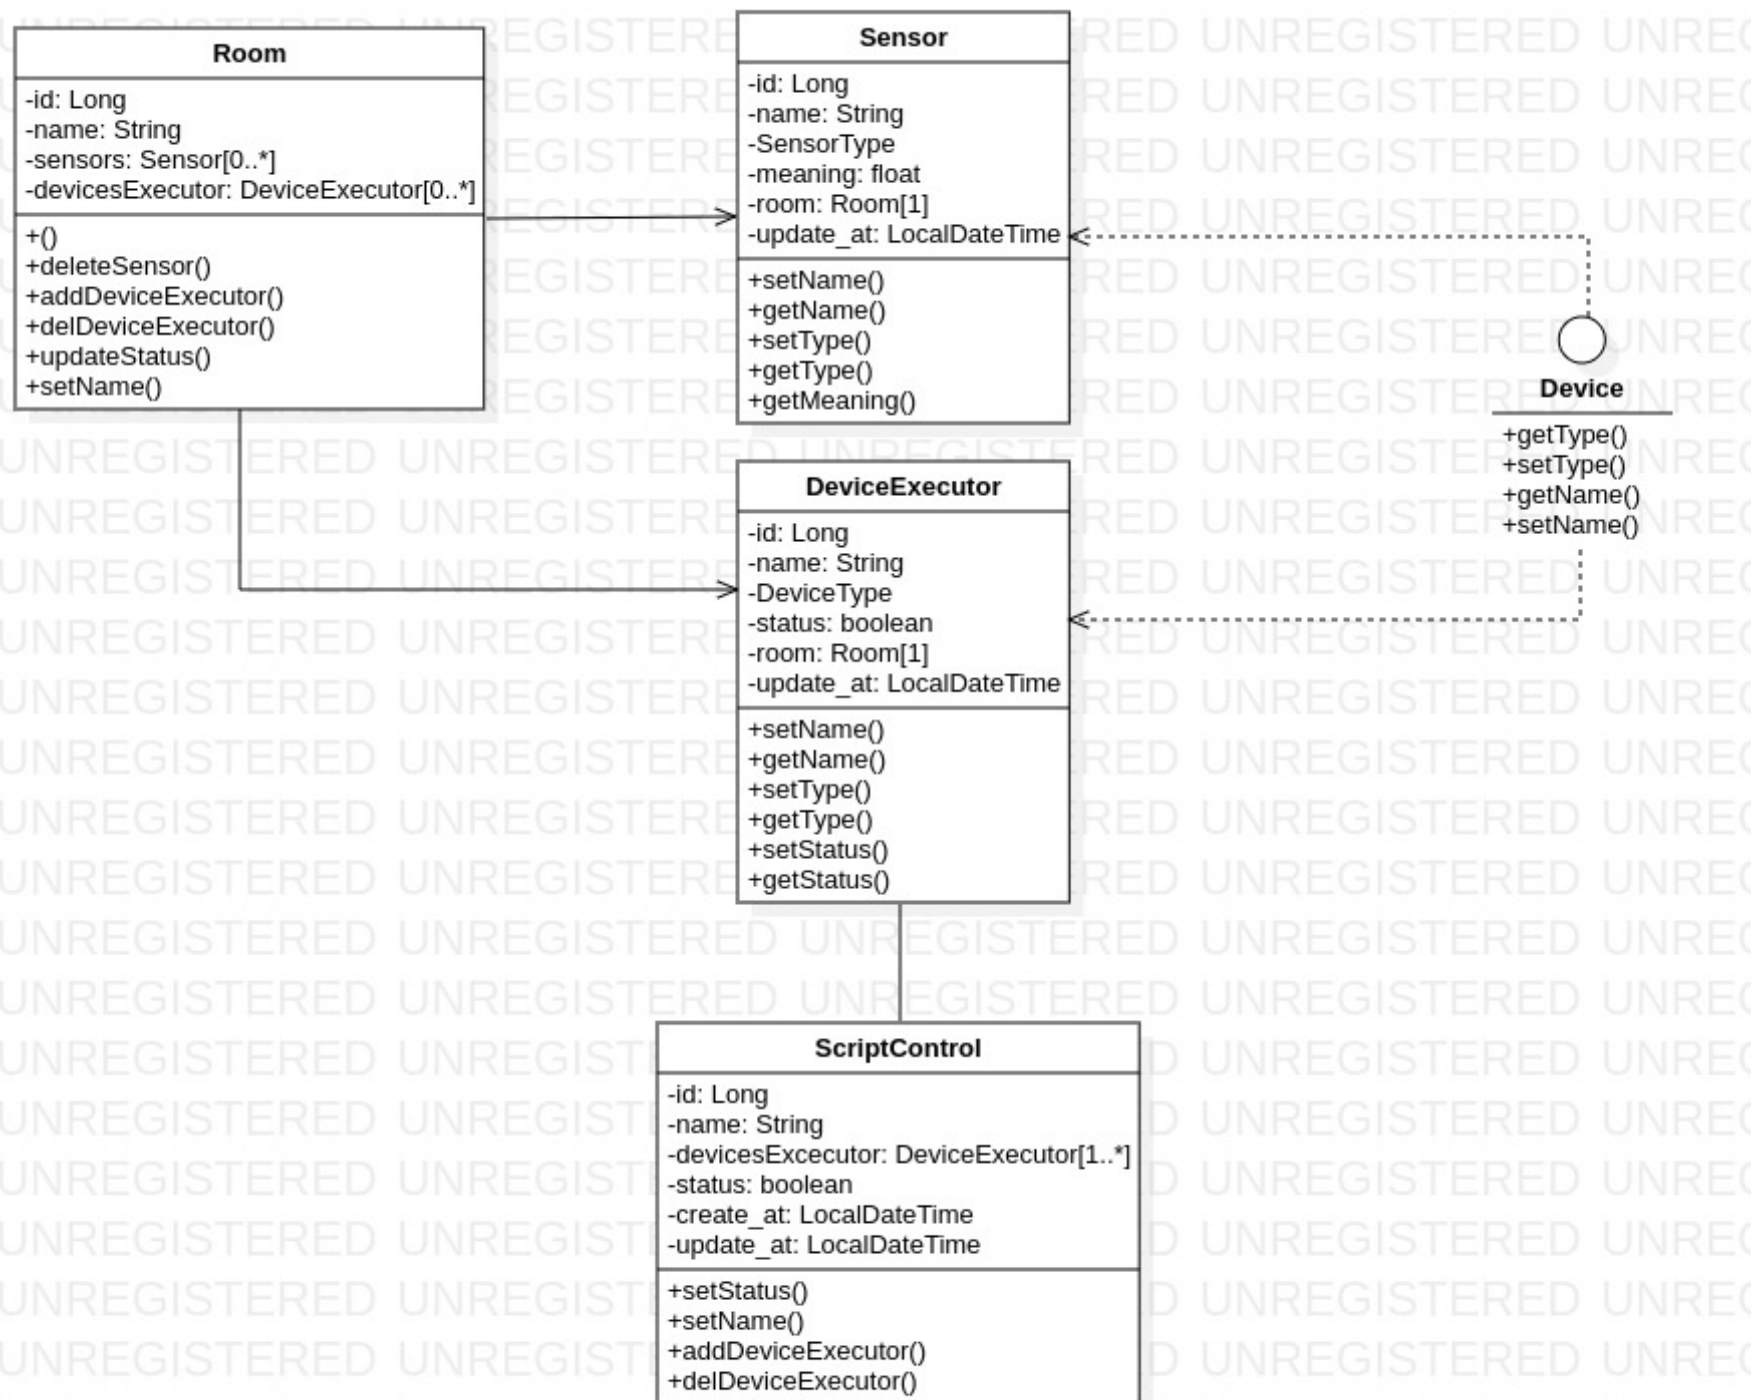 Room
-id: Long
-name: String
-sensors: Sensor[0..*]
-devicesExecutor: DeviceExecutor[0..*]
+()
+deleteSensor()
+addDeviceExecutor()
+delDeviceExecutor()
+updateStatus()
+setName()
Sensor
-id: Long
-name: String
-SensorType
-meaning: float
-room: Room[1]
-update_at: LocalDateTime
+setName()
+getName()
+setType()
+getType()
+getMeaning()
Device
+getType()
+setType()
+getName()
+setName()
DeviceExecutor
-id: Long
-name: String
-DeviceType
-status: boolean
-room: Room[1]
-update_at: LocalDateTime
+setName()
+getName()
+setType()
+getType()
+setStatus()
+getStatus()
ScriptControl
-id: Long
-name: String
-devicesExcecutor: DeviceExecutor[1..*]
-status: boolean
-create_at: LocalDateTime
-update_at: LocalDateTime
+setStatus()
+setName()
+addDeviceExecutor()
+delDeviceExecutor()
UNREGISTERED